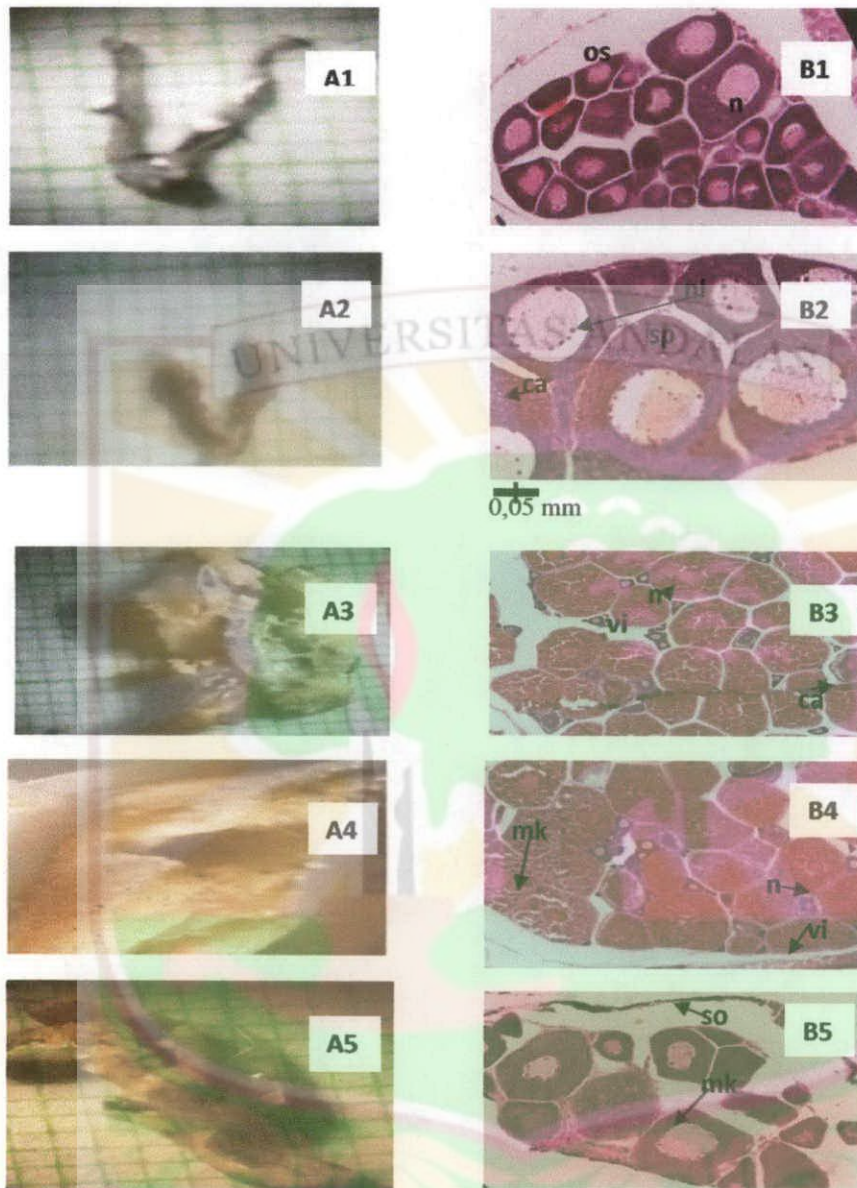 A1
B1
os
n
A2
B2
nl
sp
ca
UNIVERSITAS ANDALAS
0,05 mm
A3
B3
n
vi
ca
A4
B4
mk
n
vi
A5
B5
so
mk